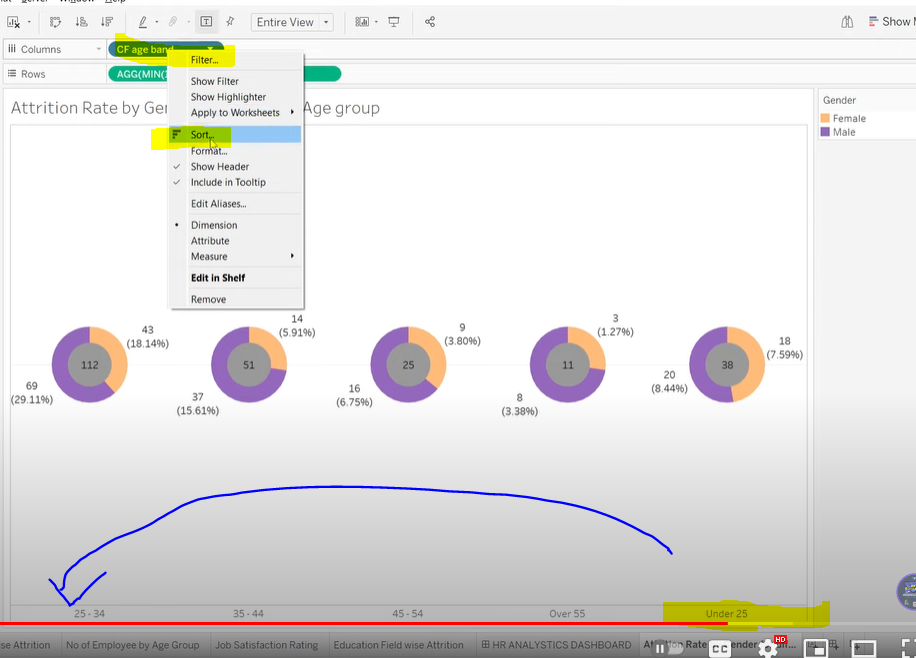 Window Help
Entire View
Show M
Columns
CF age band
Rows
AGG(MIN(
Filter...
Show Filter
Show Highlighter
Apply to Worksheets
Sort...
Format...
Show Header
Include in Tooltip
Edit Aliases...
Dimension
Attribute
Measure
Edit in Shelf
Remove
Attrition Rate by Ge
Age group
Gender
Female
Male
43
(18.14%)
112
69
(29.11%)
14
(5.91%)
51
37
(15.61%)
9
(3.80%)
25
16
(6.75%)
3
(1.27%)
11
8
(3.38%)
18
(7.59%)
38
20
(8.44%)
25 - 34
35 - 44
45 - 54
Over 55
Under 25
se Attrition
No of Employee by Age Group
Job Satisfaction Rating
Education Field wise Attrition
HR ANALYSTICS DASHBOARD
CC
HD